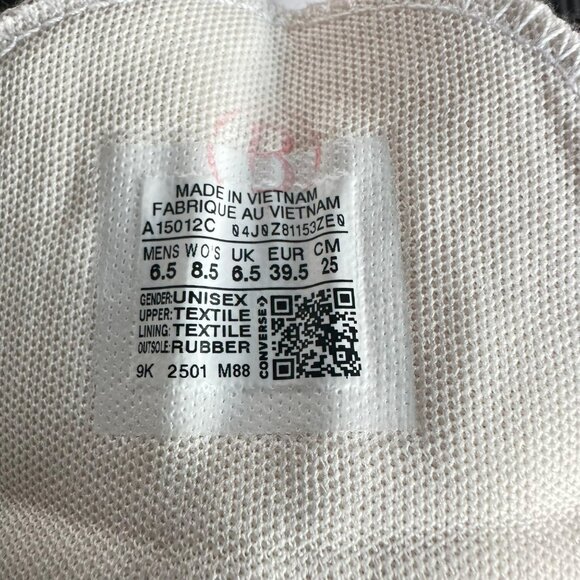 B
MADE IN VIETNAM
FABRIQUE AU VIETNAM
A15012C 04J0Z81153ZE0
MENS WO'S UK EUR CM
6.5 8.5 6.5 39.5 25
GENDER: UNISEX
UPPER: TEXTILE
LINING: TEXTILE
OUTSOLE: RUBBER
CONVERSE
9K 2501 M88